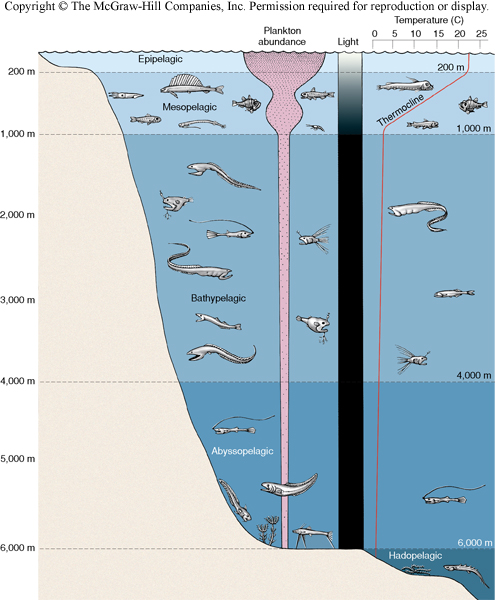 Copyright © The McGraw-Hill Companies, Inc. Permission required for reproduction or display.
Temperature (C)
Plankton
abundance
Light
0 5 10 15 20 25
Epipelagic
200 m
200 m
Mesopelagic
Thermocline
1,000 m
1,000 m
2,000 m
Bathypelagic
3,000 m
4,000 m
4,000 m
Abyssopelagic
5,000 m
6,000 m
6,000 m
Hadopelagic